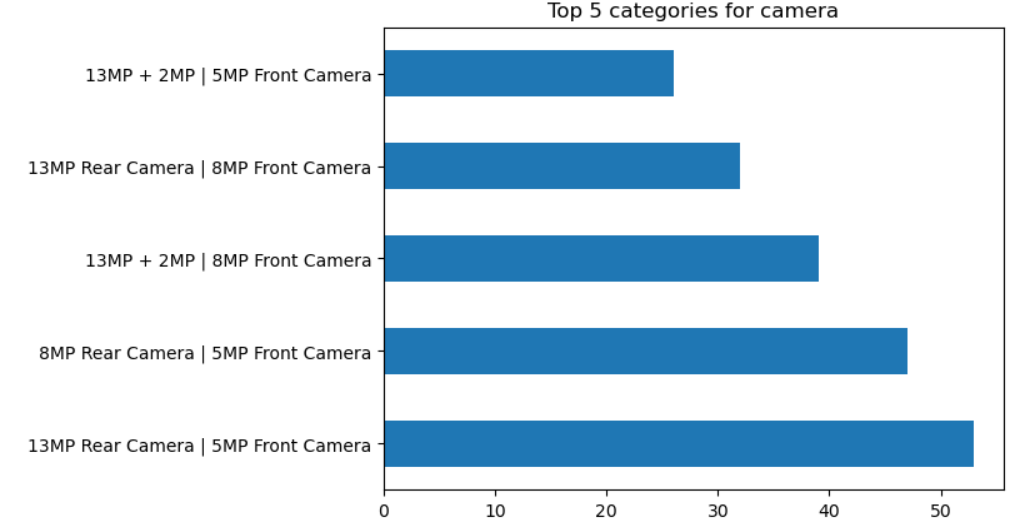 Top 5 categories for camera
13MP + 2MP | 5MP Front Camera
13MP Rear Camera | 8MP Front Camera
13MP + 2MP | 8MP Front Camera
8MP Rear Camera | 5MP Front Camera
13MP Rear Camera | 5MP Front Camera
0 10 20 30 40 50